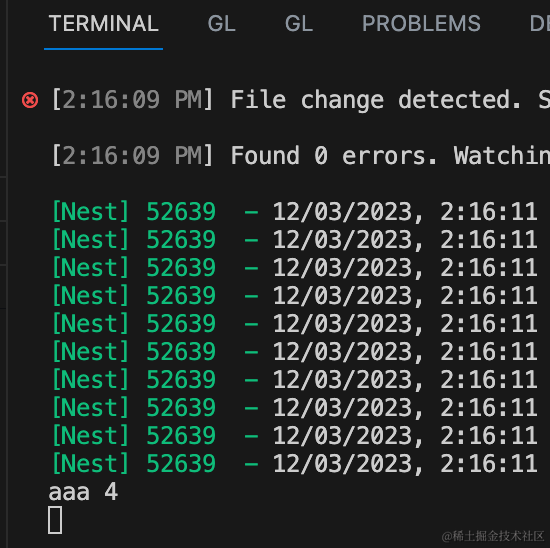 TERMINAL GL GL PROBLEMS DE
[2:16:09 PM] File change detected. S
[2:16:09 PM] Found 0 errors. Watchin
[Nest] 52639 - 12/03/2023, 2:16:11
[Nest] 52639 - 12/03/2023, 2:16:11
[Nest] 52639 - 12/03/2023, 2:16:11
[Nest] 52639 - 12/03/2023, 2:16:11
[Nest] 52639 - 12/03/2023, 2:16:11
[Nest] 52639 - 12/03/2023, 2:16:11
[Nest] 52639 - 12/03/2023, 2:16:11
[Nest] 52639 - 12/03/2023, 2:16:11
[Nest] 52639 - 12/03/2023, 2:16:11
[Nest] 52639 - 12/03/2023, 2:16:11
aaa 4
@稀土掘金技术社区